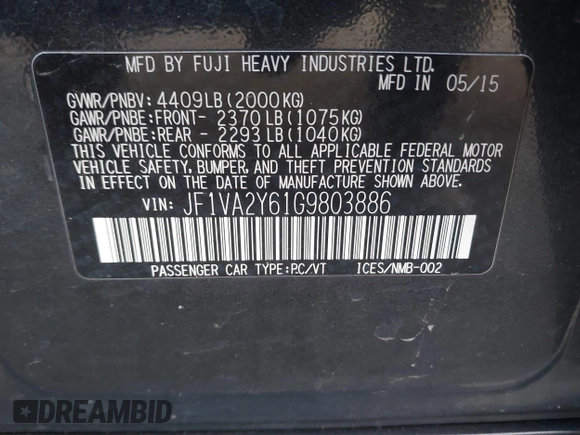 MFD BY FUJI HEAVY INDUSTRIES LTD.
MFD IN 05/15
GVWR/PNBV: 4409LB(2000KG)
GAWR/PNBE:FRONT- 2370LB(1075KG)
GAWR/PNBE:REAR - 2293LB(1040KG)
THIS VEHICLE CONFORMS TO ALL APPLICABLE FEDERAL MOTOR
VEHICLE SAFETY, BUMPER, AND THEFT PREVENTION STANDARDS
IN EFFECT ON THE DATE OF MANUFACTURE SHOWN ABOVE.
VIN: JF1VA2Y61G9803886
PASSENGER CAR TYPE:P.C/VT ICES/NMB-002
DREAMBID